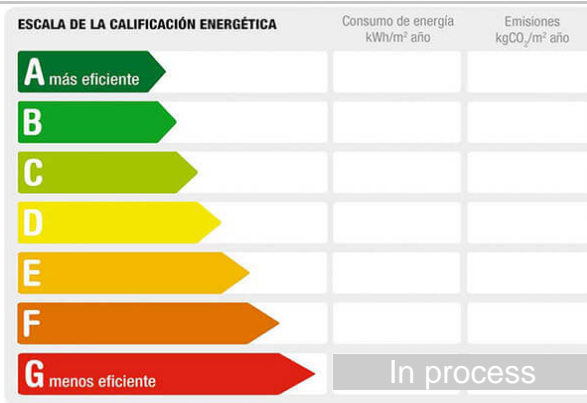 ESCALA DE LA CALIFICACIÓN ENERGÉTICA
Consumo de energía
kWh/m² año
Emisiones
kgCO₂/m² año
A más eficiente
B
C
D
E
F
G menos eficiente
In process